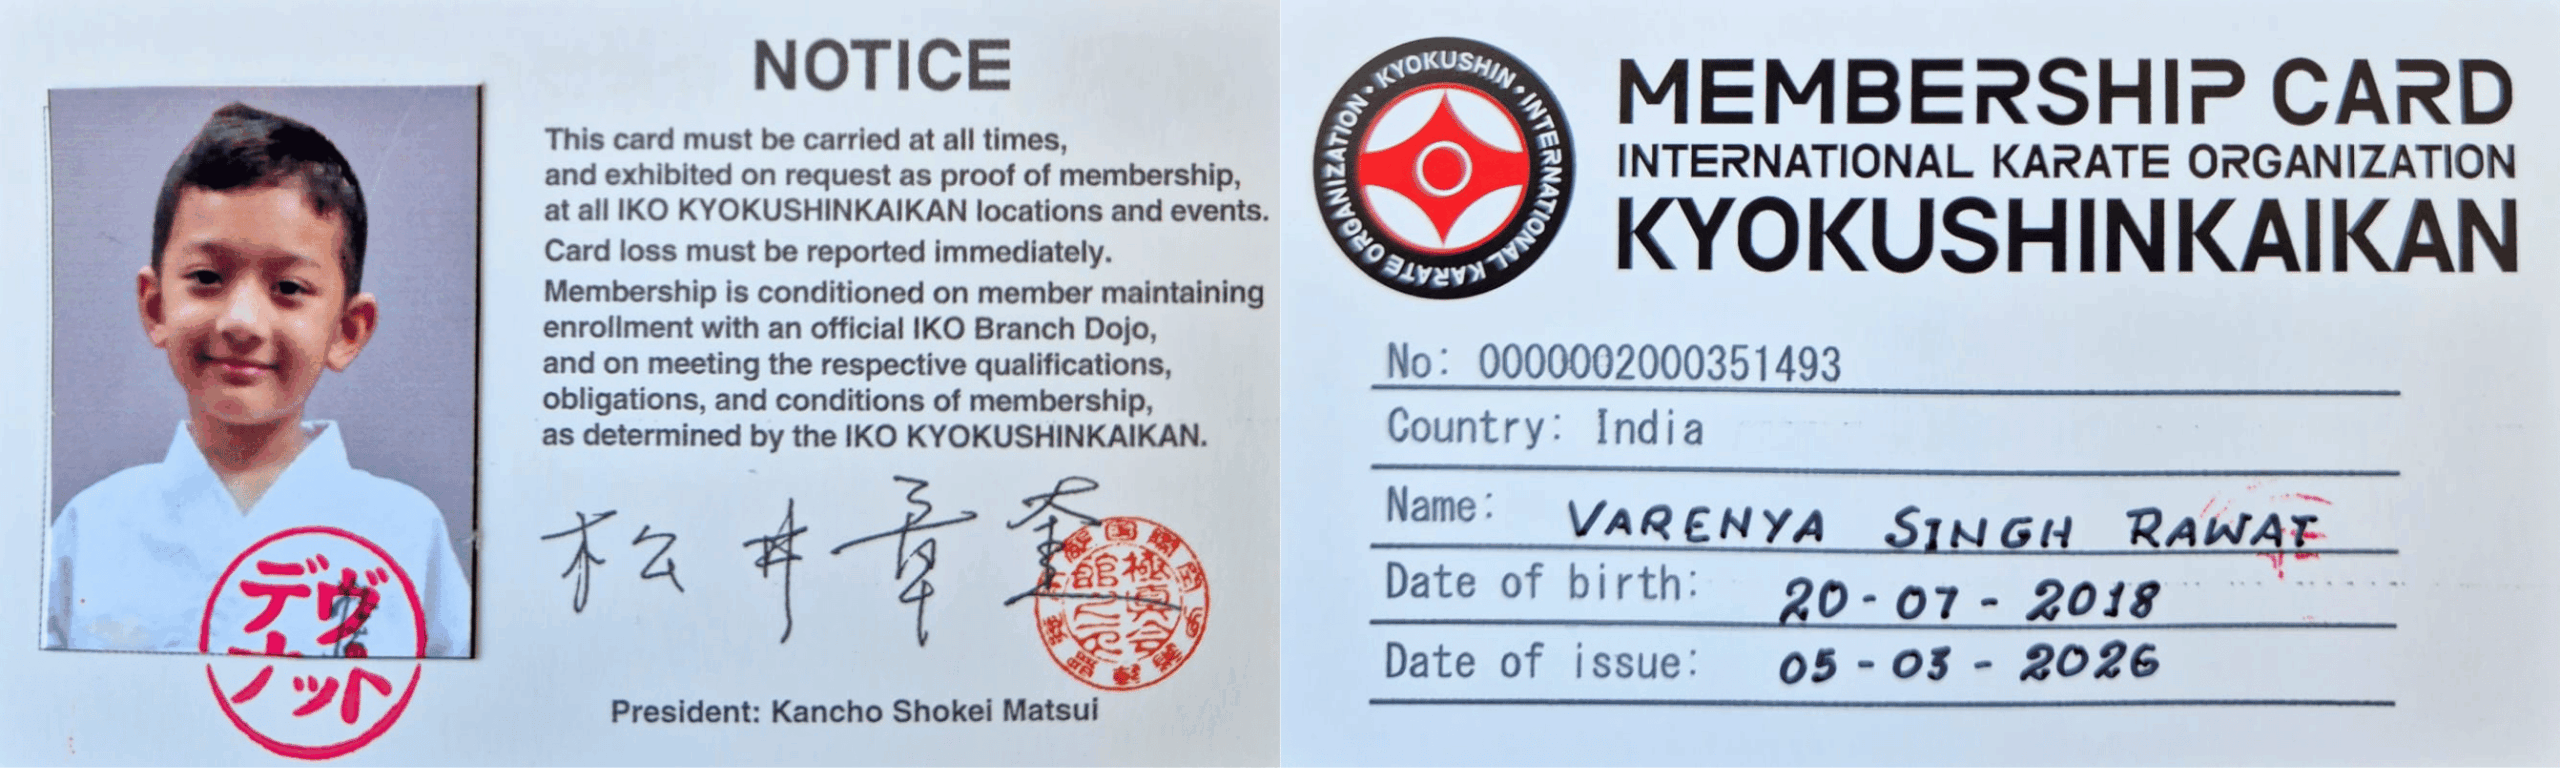 NOTICE
This card must be carried at all times,
and exhibited on request as proof of membership,
at all IKO KYOKUSHINKAIKAN locations and events.
Card loss must be reported immediately.
Membership is conditioned on member maintaining
enrollment with an official IKO Branch Dojo,
and on meeting the respective qualifications,
obligations, and conditions of membership,
as determined by the IKO KYOKUSHINKAIKAN.
松井章奎
President: Kancho Shokei Matsui
デヴ
ナット
KYOKUSHIN • INTERNATIONAL KARATE ORGANIZATION •
MEMBERSHIP CARD
INTERNATIONAL KARATE ORGANIZATION
KYOKUSHINKAIKAN
No: 0000002000351493
Country: India
Name: VARENYA SINGH RAWAT
Date of birth: 20-07-2018
Date of issue: 05-03-2026